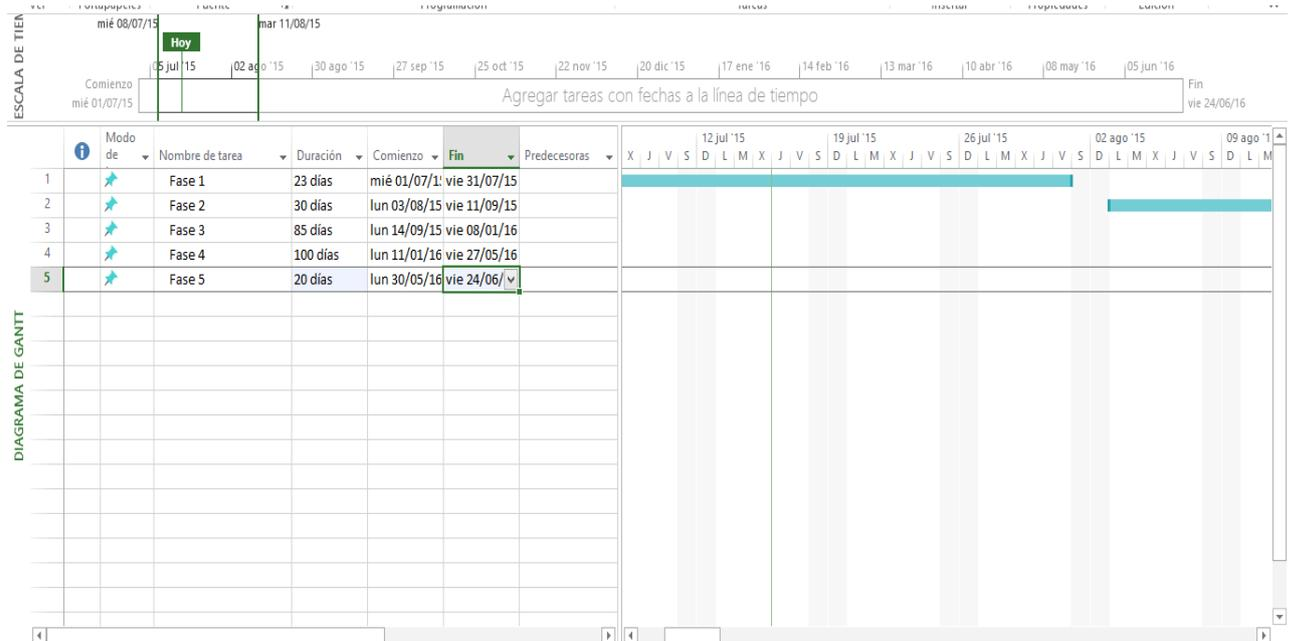 mié 08/07/15 mar 11/08/15
Hoy
05 jul '15 02 ago '15 30 ago '15 27 sep '15 25 oct '15 22 nov '15 20 dic '15 17 ene '16 14 feb '16 13 mar '16 10 abr '16 08 may '16 05 jun '16
Comienzo
mié 01/07/15
Agregar tareas con fechas a la línea de tiempo
Fin
vie 24/06/16
ESCALA DE TIEM
Modo
de
Nombre de tarea Duración Comienzo Fin Predecesoras
12 jul '15 19 jul '15 26 jul '15 02 ago '15 09 ago '1
X J V S D L M X J V S D L M X J V S D L M X J V S D L M X J V S D L M
1 Fase 1 23 días mié 01/07/15 vie 31/07/15
2 Fase 2 30 días lun 03/08/15 vie 11/09/15
3 Fase 3 85 días lun 14/09/15 vie 08/01/16
4 Fase 4 100 días lun 11/01/16 vie 27/05/16
5 Fase 5 20 días lun 30/05/16 vie 24/06/
DIAGRAMA DE GANTT